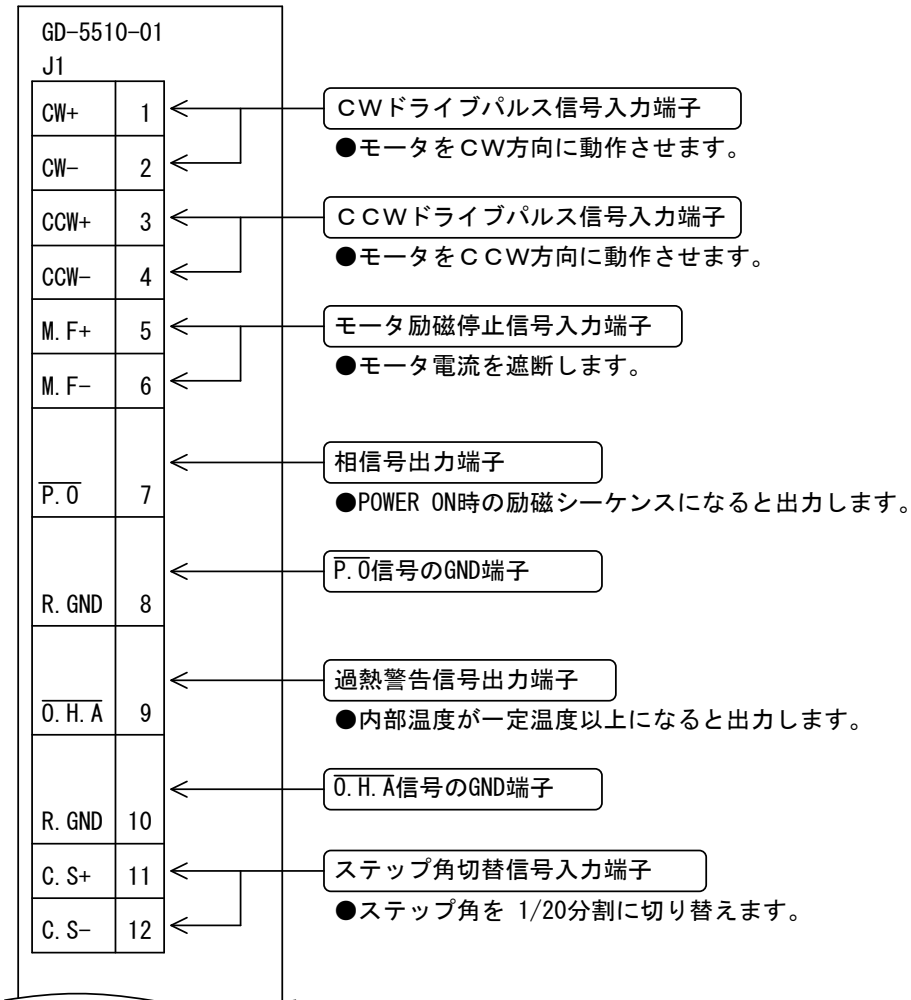 GD-5510-01
J1
CW+ 1
CWドライブパルス信号入力端子
●モータをCW方向に動作させます。
CW- 2
CCW+ 3
CCWドライブパルス信号入力端子
●モータをCCW方向に動作させます。
CCW- 4
M.F+ 5
モータ励磁停止信号入力端子
●モータ電流を遮断します。
M.F- 6
相信号出力端子
P.O 7
●POWER ON時の励磁シーケンスになると出力します。
P.O信号のGND端子
R.GND 8
過熱警告信号出力端子
O.H.A 9
●内部温度が一定温度以上になると出力します。
O.H.A信号のGND端子
R.GND 10
C.S+ 11
ステップ角切替信号入力端子
●ステップ角を 1/20分割に切り替えます。
C.S- 12